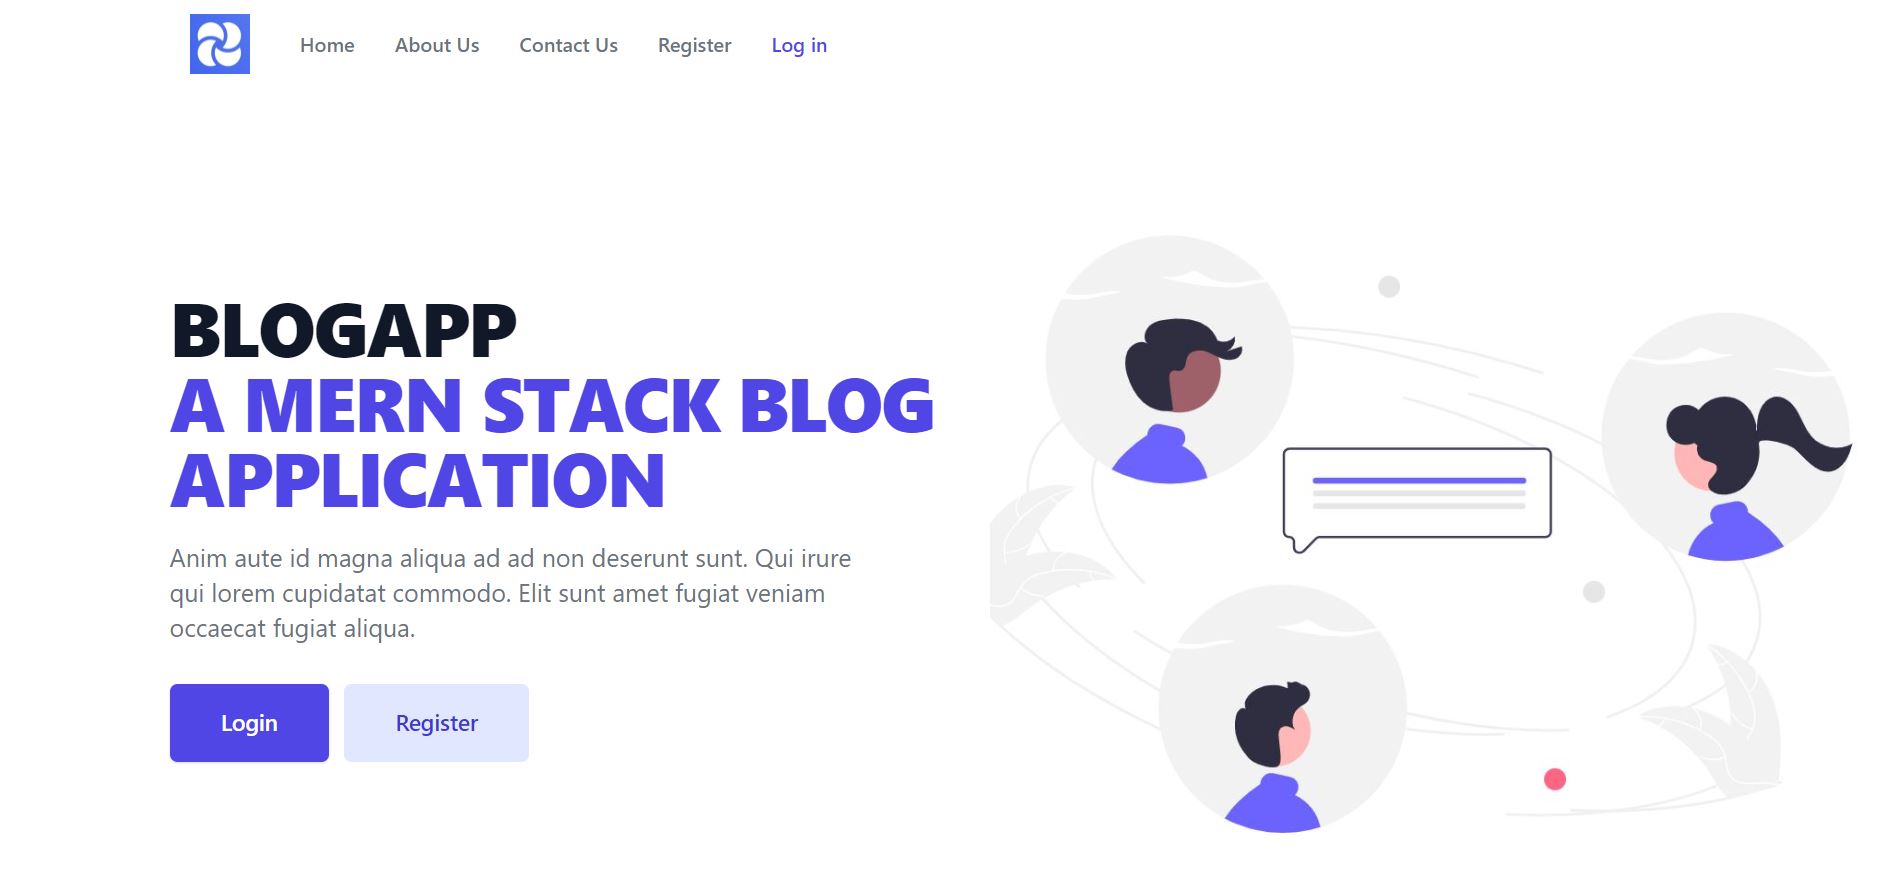 Home About Us Contact Us Register Log in
BLOGAPP
A MERN STACK BLOG
APPLICATION
Anim aute id magna aliqua ad ad non deserunt sunt. Qui irure
qui lorem cupidatat commodo. Elit sunt amet fugiat veniam
occaecat fugiat aliqua.
Login Register